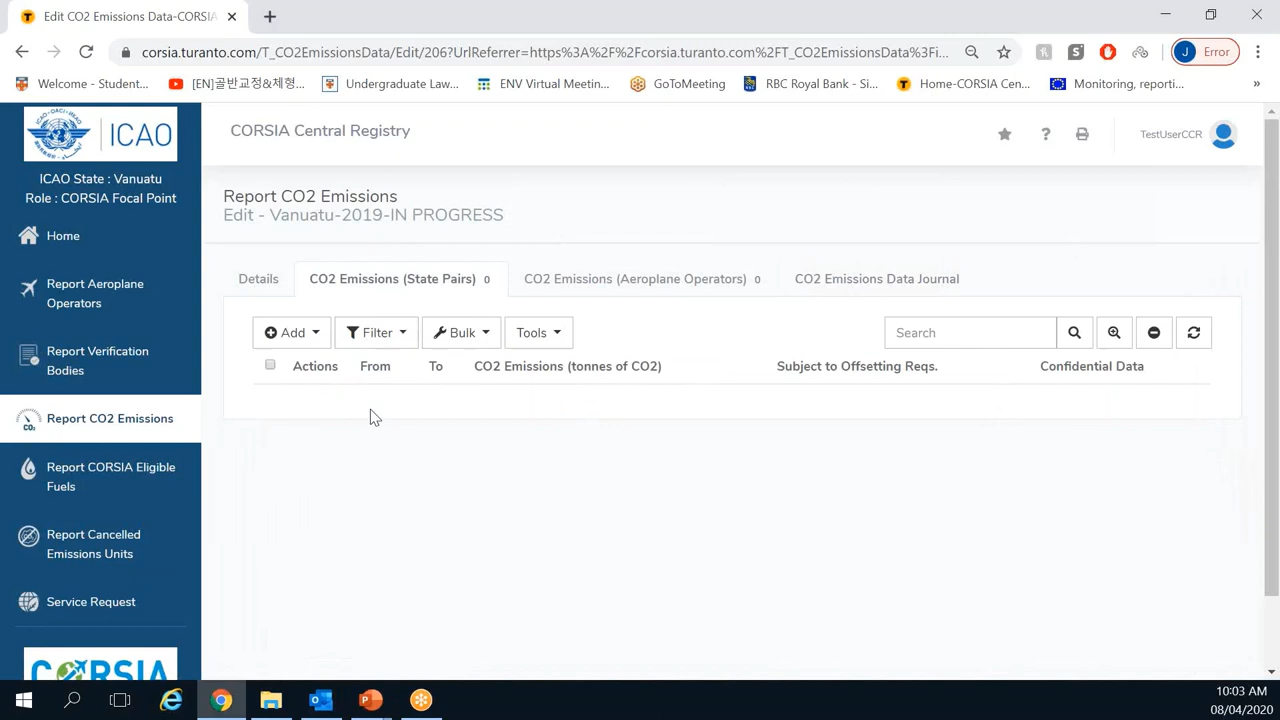 Edit CO2 Emissions Data-CORSIA
corsia.turanto.com/T_CO2EmissionsData/Edit/206?UrlReferrer=https%3A%2F%2Fcorsia.turanto.com%2FT_CO2EmissionsData%3Fi...
J Error
Welcome - Student... [EN]골반교정&체형... Undergraduate Law... ENV Virtual Meetin... GoToMeeting RBC Royal Bank - Si... Home-CORSIA Cen... Monitoring, reporti... »
ICAO · OACI · ИКАО
ICAO
ICAO State : Vanuatu
Role : CORSIA Focal Point
Home
Report Aeroplane
Operators
Report Verification
Bodies
CO₂
Report CO2 Emissions
Report CORSIA Eligible
Fuels
Report Cancelled
Emissions Units
Service Request
CORSIA
CORSIA Central Registry
TestUserCCR
Report CO2 Emissions
Edit - Vanuatu-2019-IN PROGRESS
Details CO2 Emissions (State Pairs) 0 CO2 Emissions (Aeroplane Operators) 0 CO2 Emissions Data Journal
Add Filter Bulk Tools Search
Actions From To CO2 Emissions (tonnes of CO2) Subject to Offsetting Reqs. Confidential Data
10:03 AM
08/04/2020